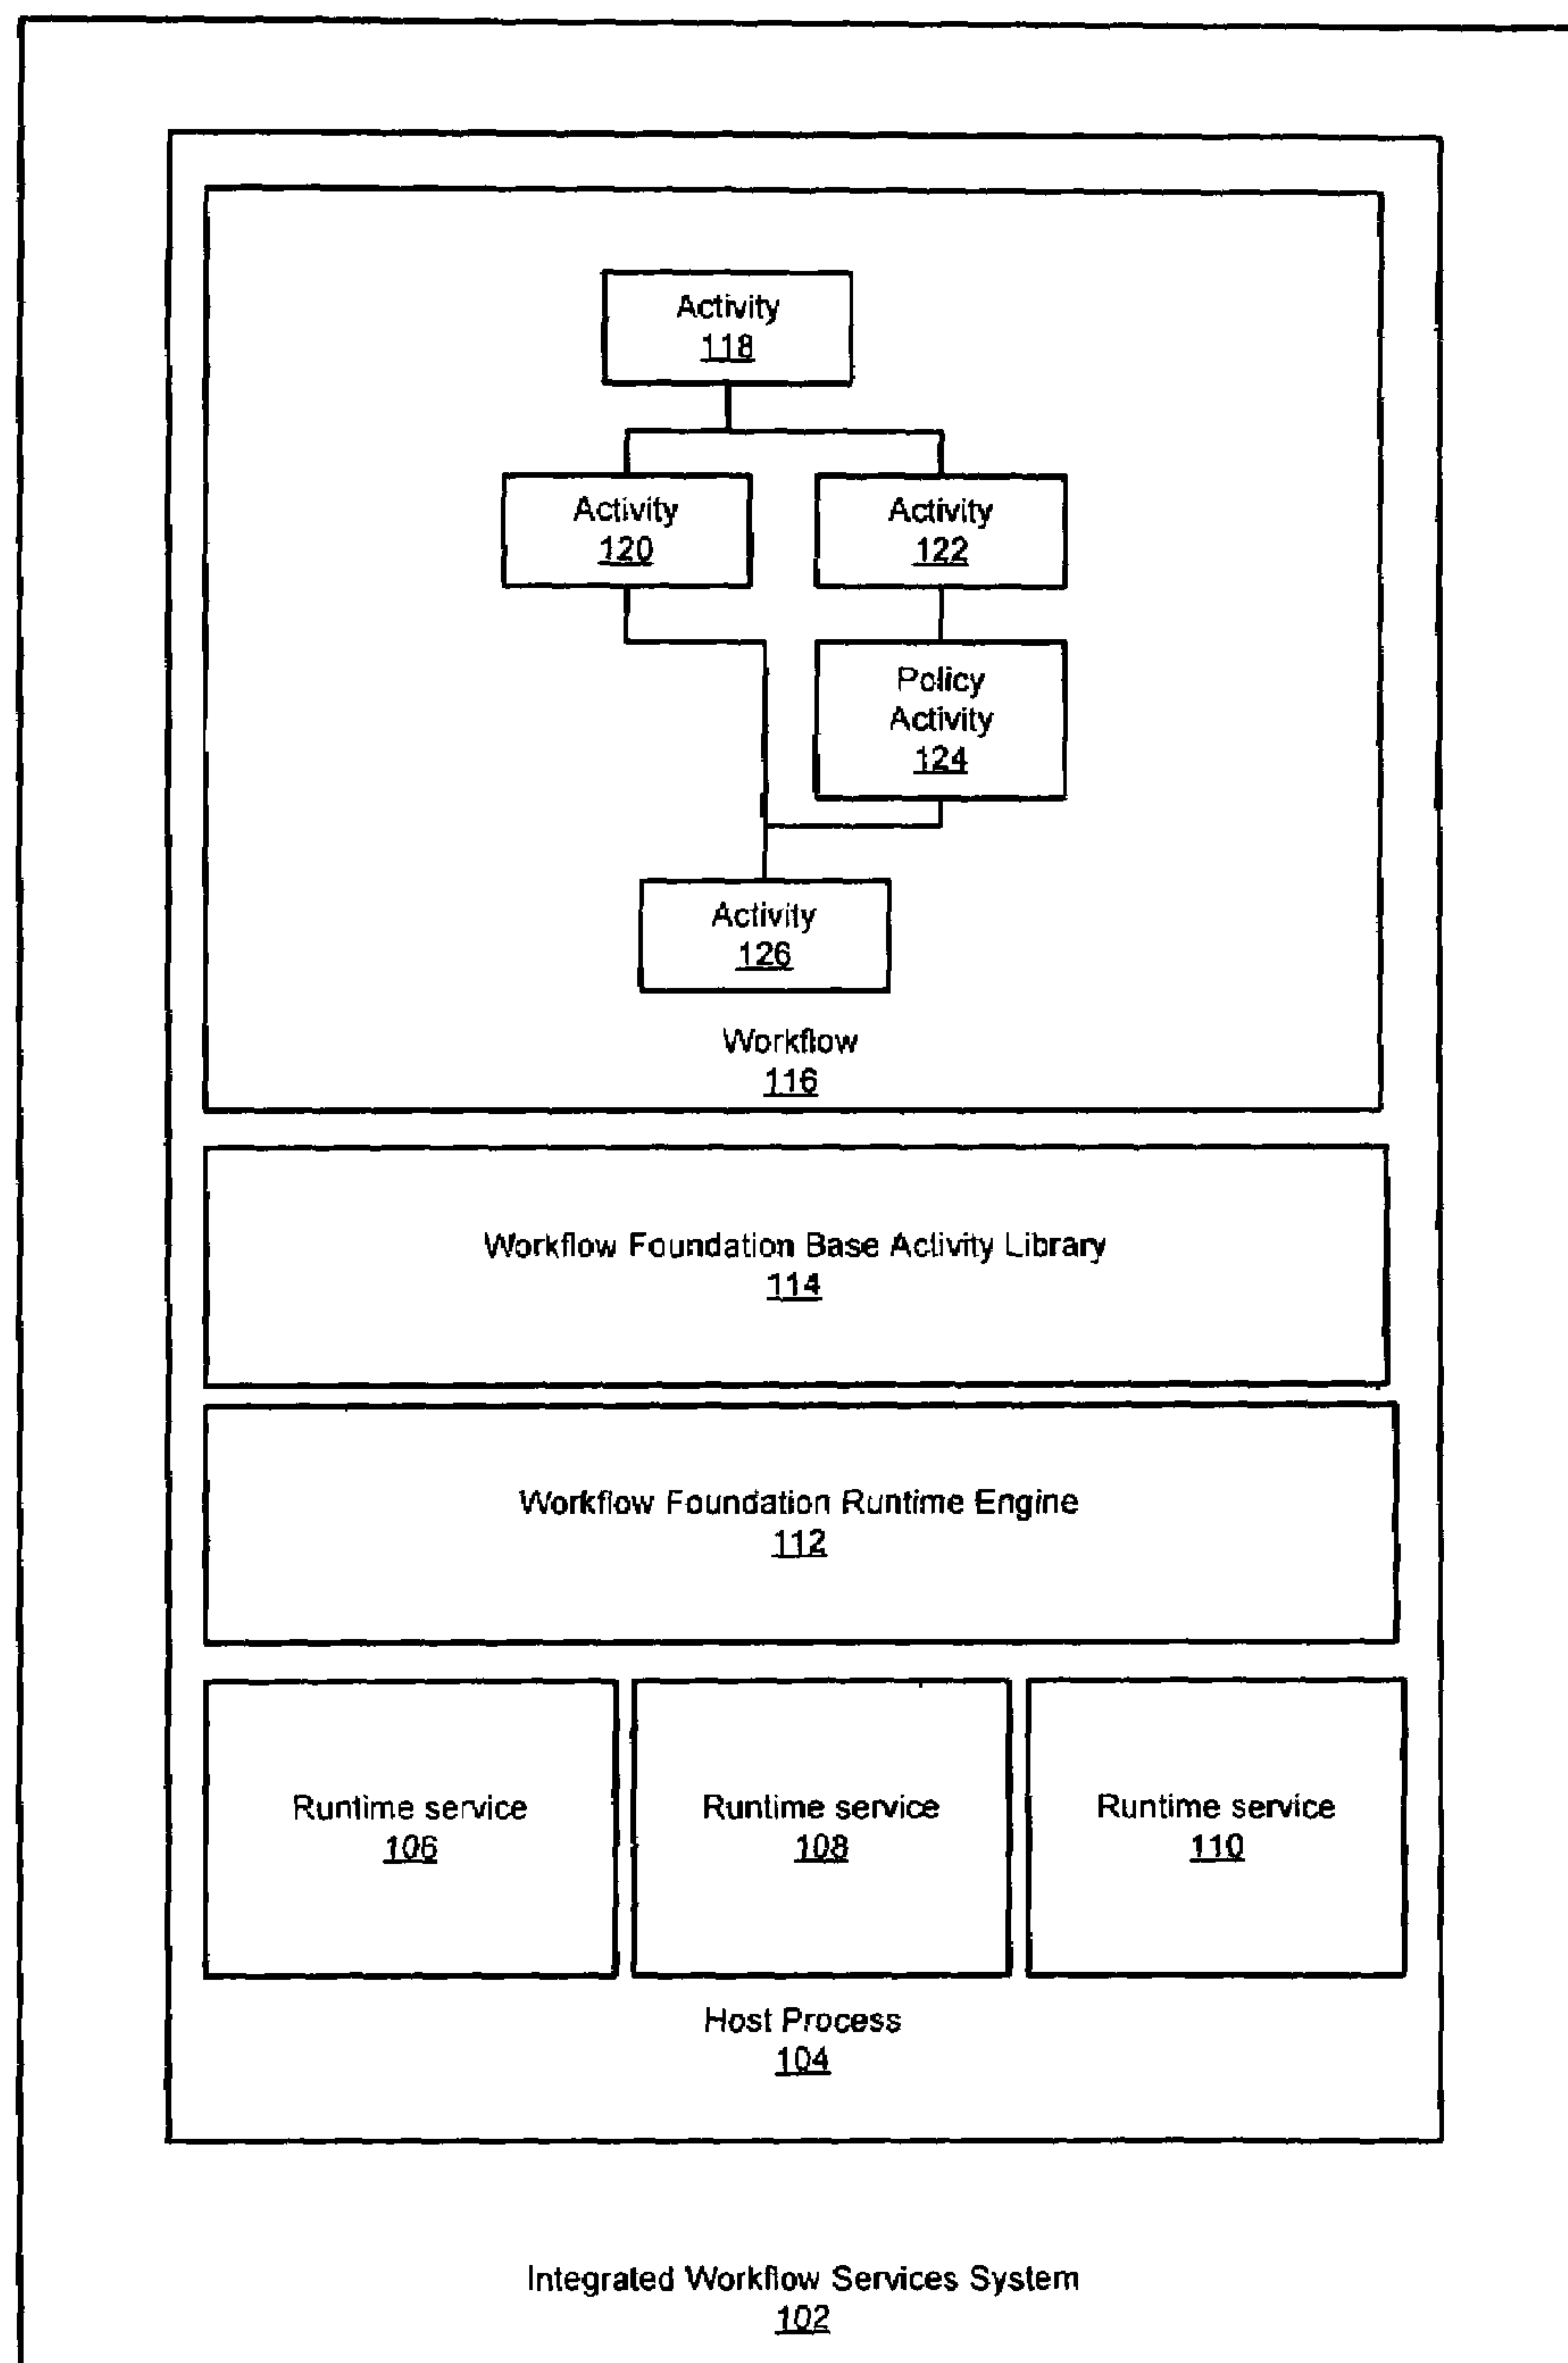 Activity
118
Activity
120
Activity
122
Policy
Activity
124
Activity
126
Workflow
116
Workflow Foundation Base Activity Library
114
Workflow Foundation Runtime Engine
112
Runtime service
106
Runtime service
108
Runtime service
110
Host Process
104
Integrated Workflow Services System
102